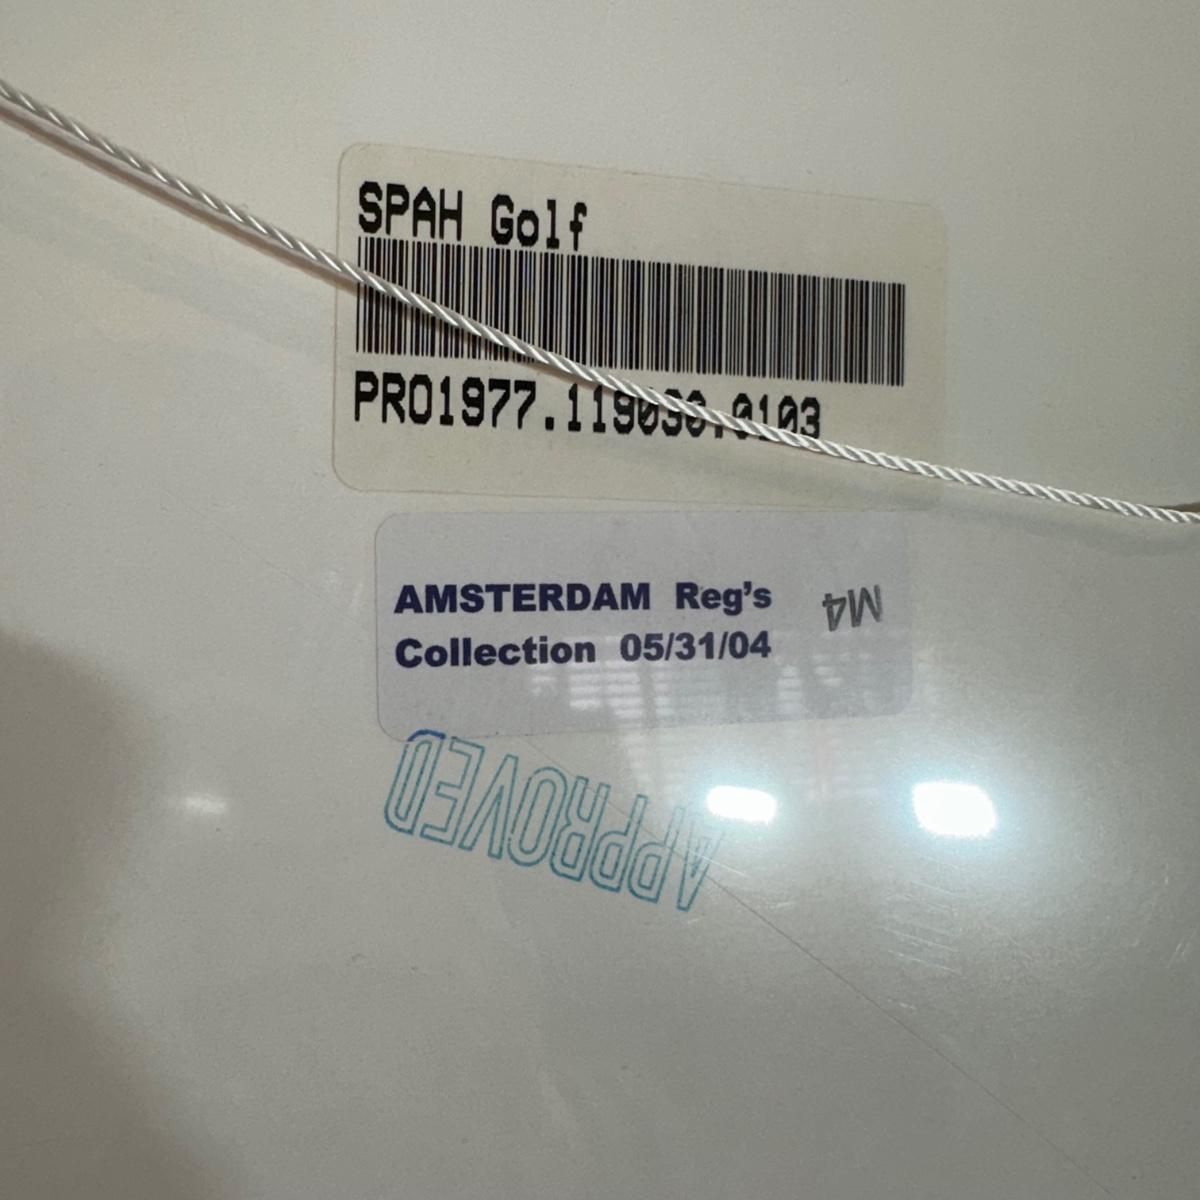 SPAH Golf
PRO1977.119030.0103
AMSTERDAM Reg's
Collection 05/31/04
M4
APPROVED